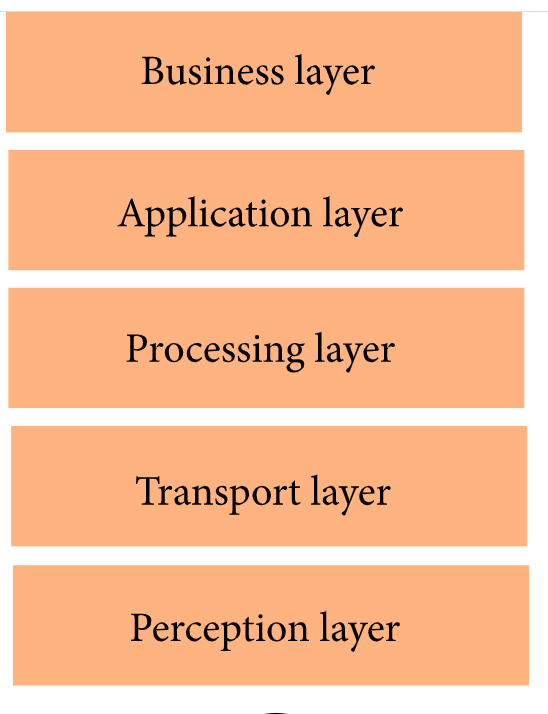 Business layer
Application layer
Processing layer
Transport layer
Perception layer